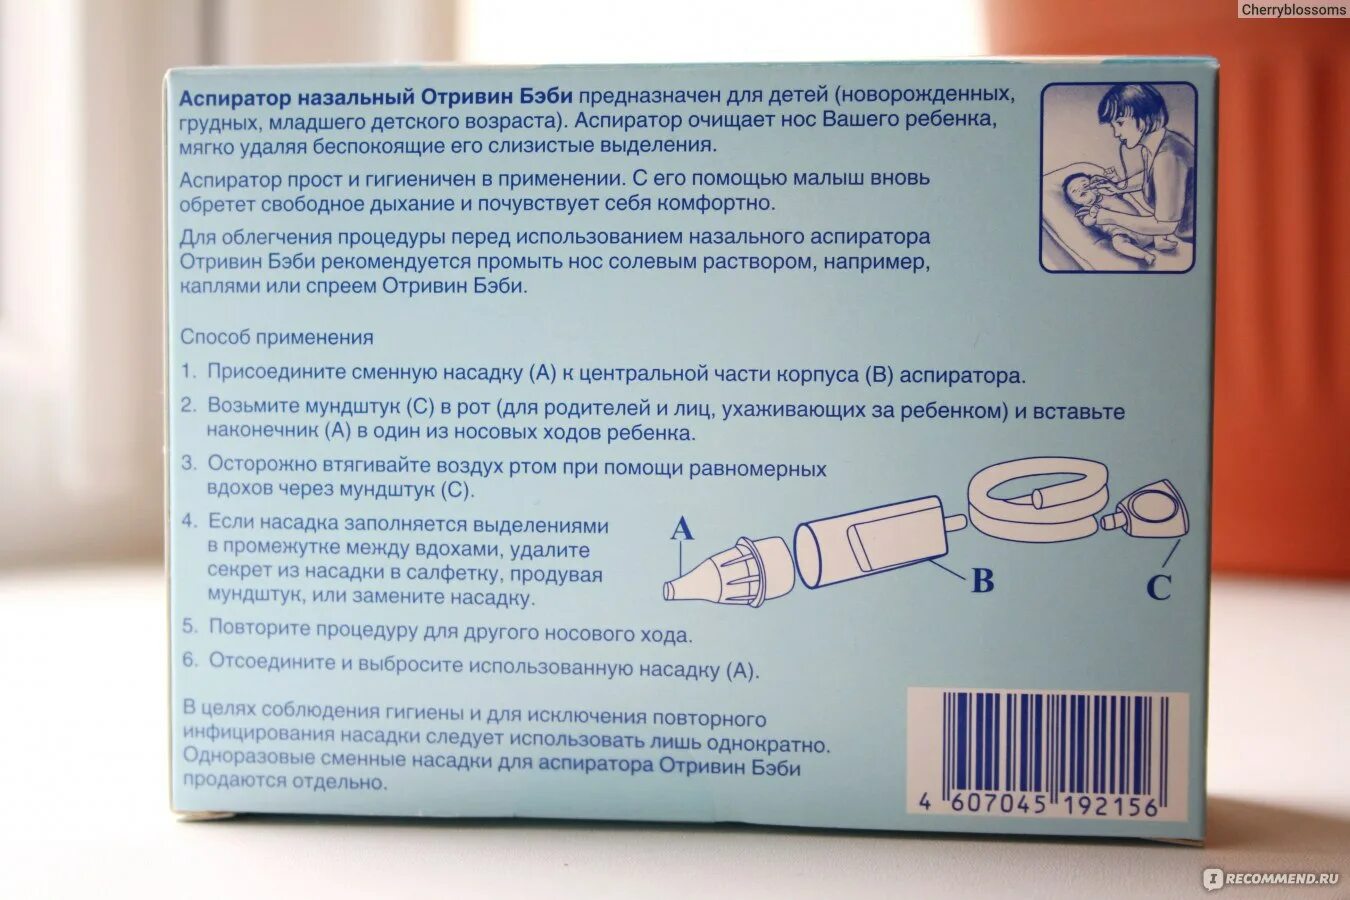 Cherryblossoms
Аспиратор назальный Отривин Бэби предназначен для детей (новорожденных,
грудных, младшего детского возраста). Аспиратор очищает нос Вашего ребенка,
мягко удаляя беспокоящие его слизистые выделения.
Аспиратор прост и гигиеничен в применении. С его помощью малыш вновь
обретет свободное дыхание и почувствует себя комфортно.
Для облегчения процедуры перед использованием назального аспиратора
Отривин Бэби рекомендуется промыть нос солевым раствором, например,
каплями или спреем Отривин Бэби.
Способ применения
1. Присоедините сменную насадку (А) к центральной части корпуса (В) аспиратора.
2. Возьмите мундштук (С) в рот (для родителей и лиц, ухаживающих за ребенком) и вставьте
наконечник (А) в один из носовых ходов ребенка.
3. Осторожно втягивайте воздух ртом при помощи равномерных
вдохов через мундштук (С).
4. Если насадка заполняется выделениями
в промежутке между вдохами, удалите
секрет из насадки в салфетку, продувая
мундштук, или замените насадку.
5. Повторите процедуру для другого носового хода.
6. Отсоедините и выбросите использованную насадку (А).
A
B
C
В целях соблюдения гигиены и для исключения повторного
инфицирования насадки следует использовать лишь однократно.
Одноразовые сменные насадки для аспиратора Отривин Бэби
продаются отдельно.
4 607045 192156
IRECOMMEND.RU